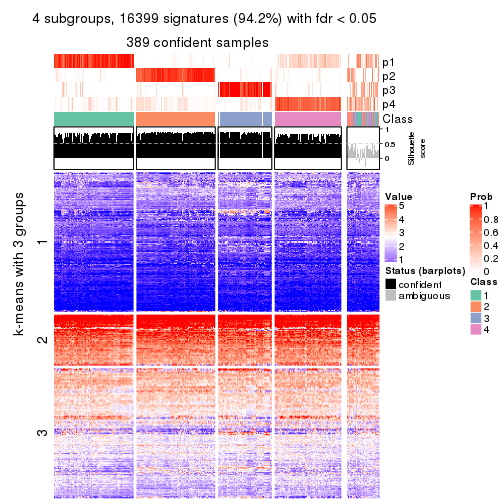 4 subgroups, 16399 signatures (94.2%) with fdr < 0.05
389 confident samples
p1
p2
p3
p4
Class
1
0.5
0
Silhouette
score
k-means with 3 groups
1
2
3
Value
5
4
3
2
1
Status (barplots)
confident
ambiguous
Prob
1
0.8
0.6
0.4
0.2
0
Class
1
2
3
4